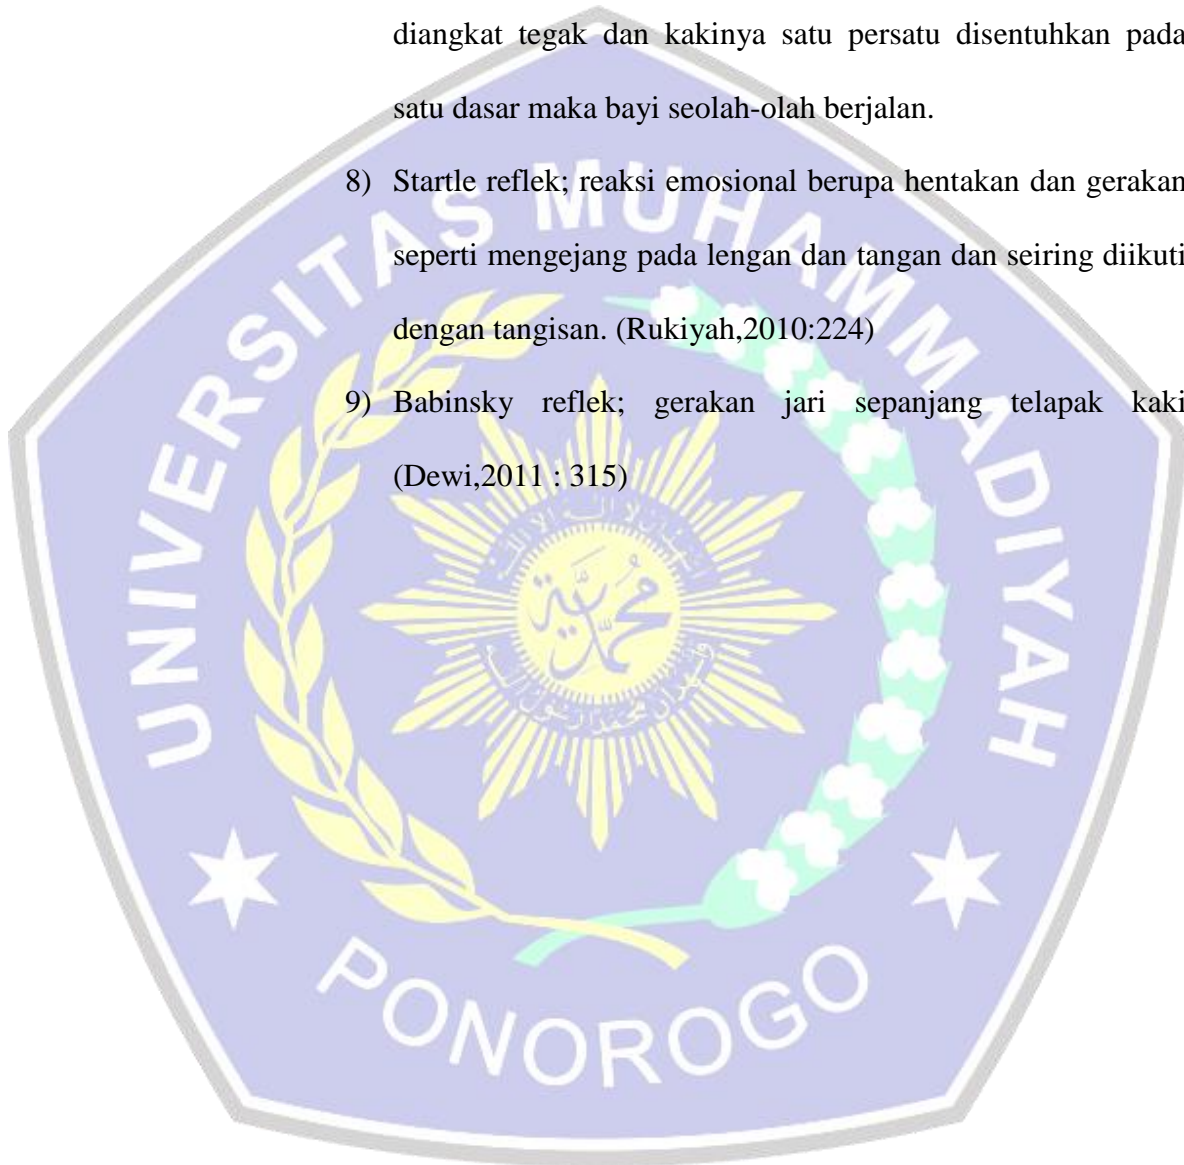 diangkat tegak dan kakinya satu persatu disentuhkan pada
satu dasar maka bayi seolah-olah berjalan.
8) Startle reflek; reaksi emosional berupa hentakan dan gerakan
seperti mengejang pada lengan dan tangan dan seiring diikuti
dengan tangisan. (Rukiyah,2010:224)
9) Babinsky reflek; gerakan jari sepanjang telapak kaki
(Dewi,2011 : 315)
UNIVERSITAS MUHAMMADIYAH
محمد
PONOROGO